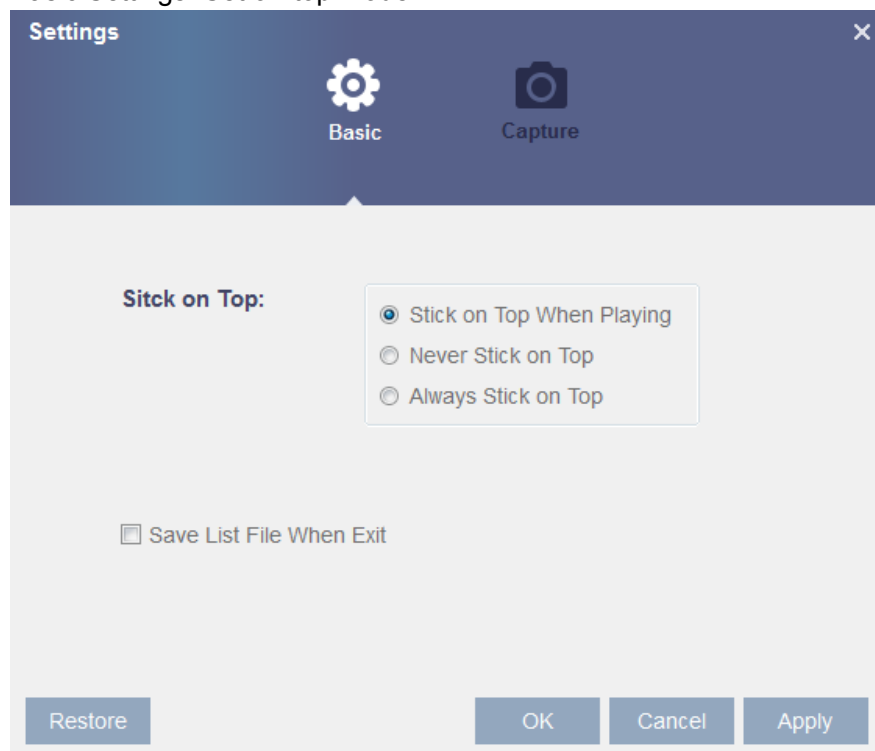 Settings
Basic
Capture
Sitck on Top:
Stick on Top When Playing
Never Stick on Top
Always Stick on Top
Save List File When Exit
Restore
OK
Cancel
Apply